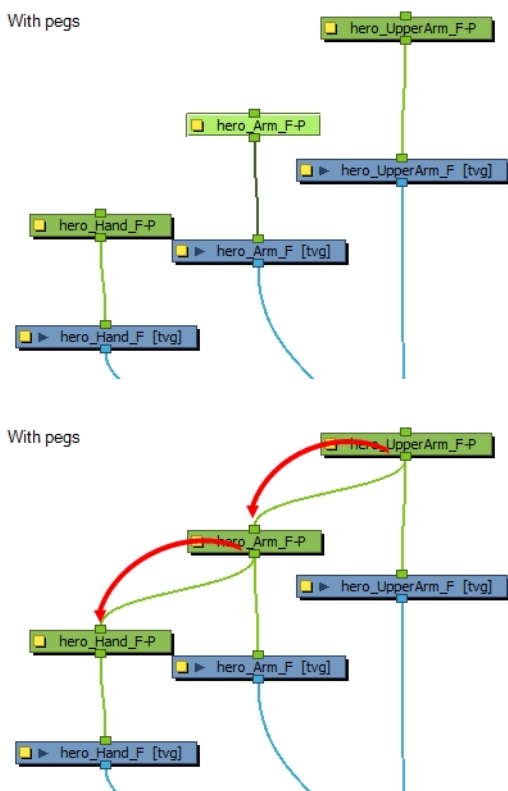 With pegs
hero_UpperArm_F-P
hero_Arm_F-P
hero_UpperArm_F [tvg]
hero_Hand_F-P
hero_Arm_F [tvg]
hero_Hand_F [tvg]
With pegs
hero_UpperArm_F-P
hero_Arm_F-P
hero_UpperArm_F [tvg]
hero_Hand_F-P
hero_Arm_F [tvg]
hero_Hand_F [tvg]